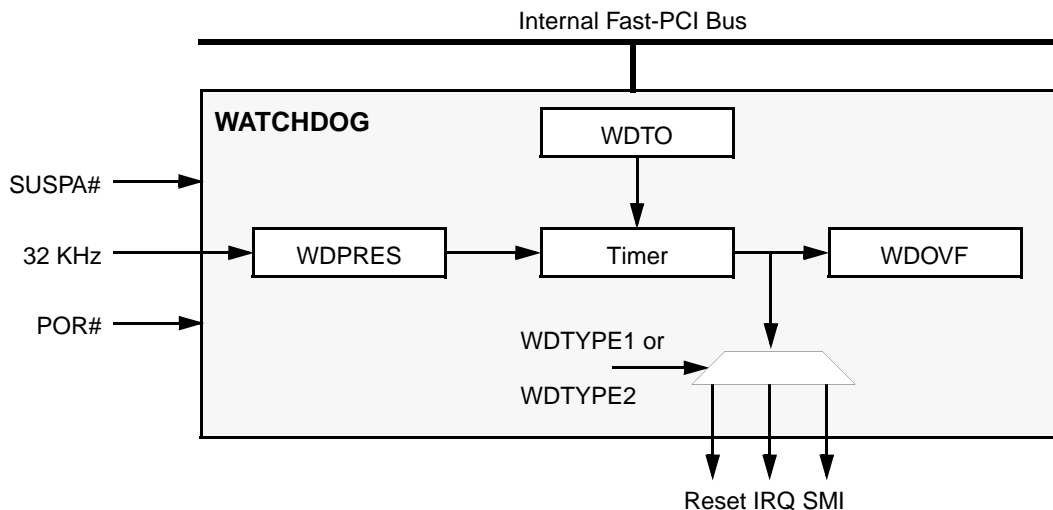 Internal Fast-PCI Bus
WATCHDOG
WDTO
SUSPA#
32 KHz
WDPRES
Timer
WDOVF
POR#
WDTYPE1 or
WDTYPE2
Reset IRQ SMI